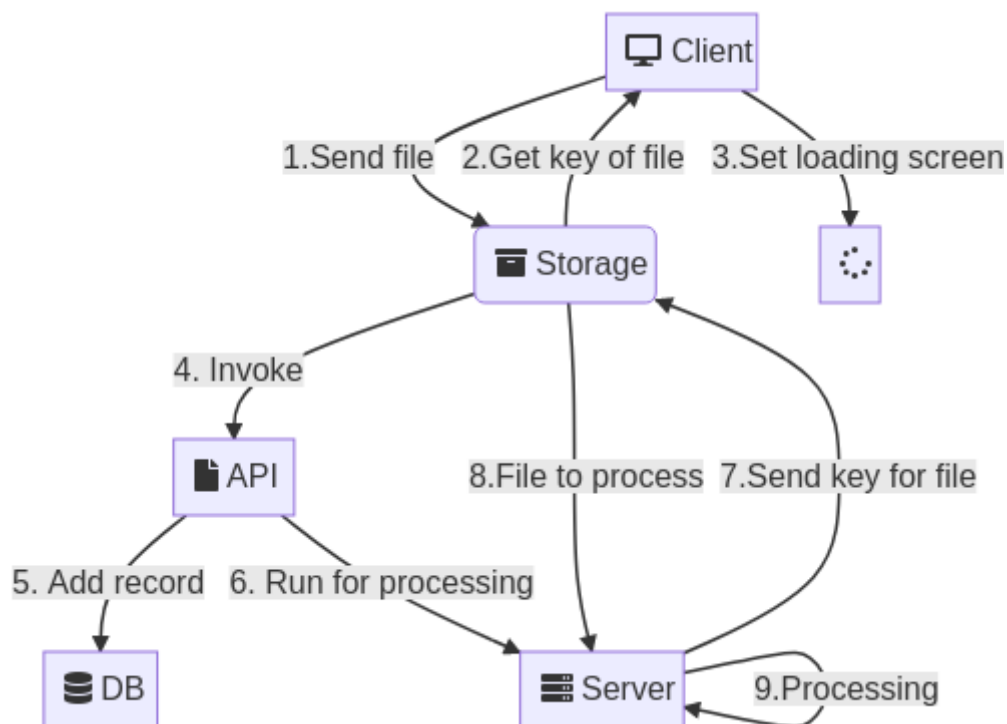 Client
1.Send file
2.Get key of file
3.Set loading screen
Storage
4. Invoke
API
8.File to process
7.Send key for file
5. Add record
6. Run for processing
DB
Server
9.Processing